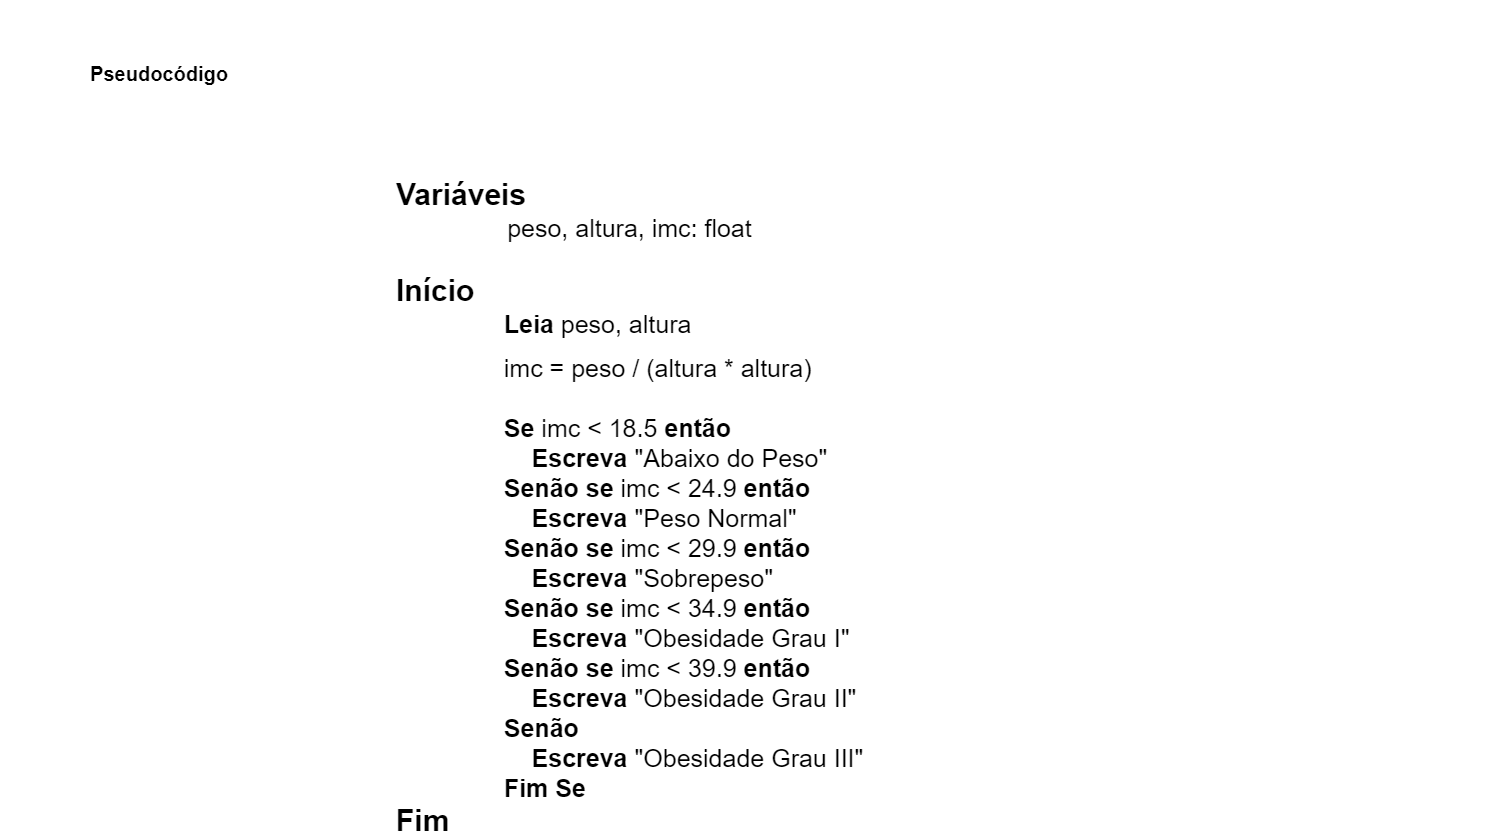 Pseudocódigo
Variáveis
peso, altura, imc: float
Início
Leia peso, altura
imc = peso / (altura * altura)
Se imc < 18.5 então
Escreva "Abaixo do Peso"
Senão se imc < 24.9 então
Escreva "Peso Normal"
Senão se imc < 29.9 então
Escreva "Sobrepeso"
Senão se imc < 34.9 então
Escreva "Obesidade Grau I"
Senão se imc < 39.9 então
Escreva "Obesidade Grau II"
Senão
Escreva "Obesidade Grau III"
Fim Se
Fim